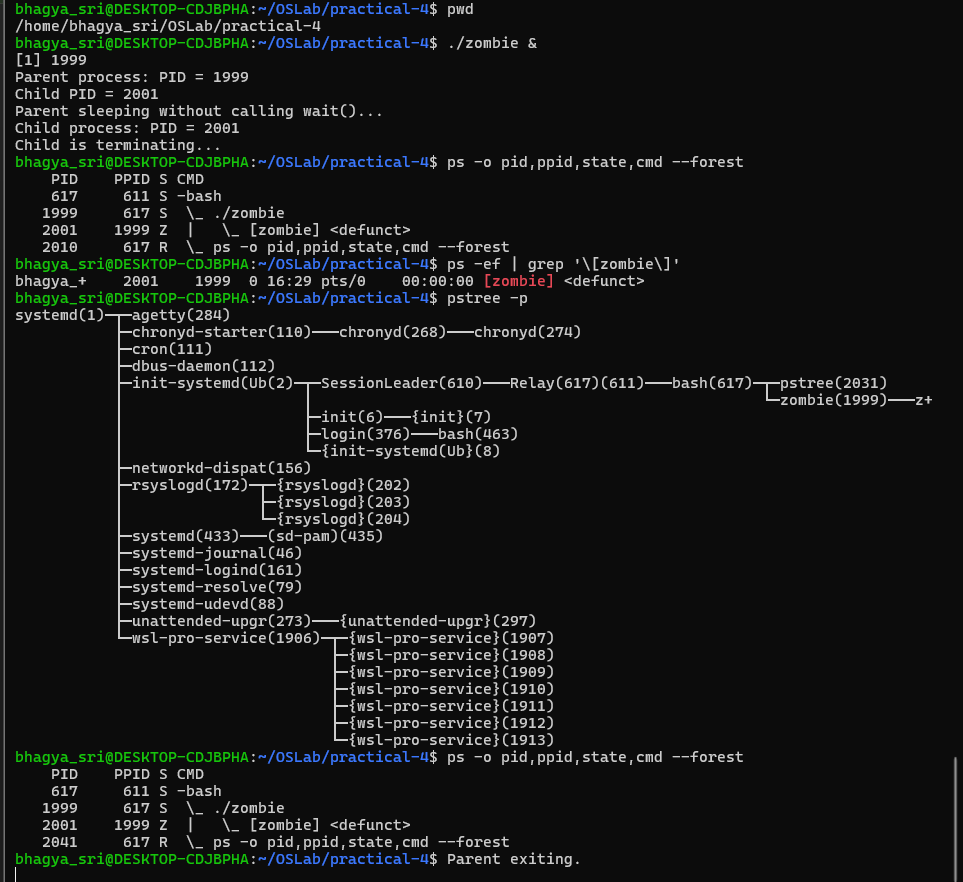 bhagya_sri@DESKTOP-CDJBPHA:~/OSLab/practical-4$ pwd
/home/bhagya_sri/OSLab/practical-4
bhagya_sri@DESKTOP-CDJBPHA:~/OSLab/practical-4$ ./zombie &
[1] 1999
Parent process: PID = 1999
Child PID = 2001
Parent sleeping without calling wait()...
Child process: PID = 2001
Child is terminating...
bhagya_sri@DESKTOP-CDJBPHA:~/OSLab/practical-4$ ps -o pid,ppid,state,cmd --forest
    PID    PPID S CMD
    617     611 S -bash
   1999     617 S  \_ ./zombie
   2001    1999 Z  |   \_ [zombie] <defunct>
   2010     617 R  \_ ps -o pid,ppid,state,cmd --forest
bhagya_sri@DESKTOP-CDJBPHA:~/OSLab/practical-4$ ps -ef | grep '\[zombie\]'
bhagya_+    2001    1999  0 16:29 pts/0    00:00:00 [zombie] <defunct>
bhagya_sri@DESKTOP-CDJBPHA:~/OSLab/practical-4$ pstree -p
systemd(1)─┬─agetty(284)
           ├─chronyd-starter(110)───chronyd(268)───chronyd(274)
           ├─cron(111)
           ├─dbus-daemon(112)
           ├─init-systemd(Ub(2)─┬─SessionLeader(610)───Relay(617)(611)───bash(617)─┬─pstree(2031)
           │                    │                                                  └─zombie(1999)───z+
           │                    ├─init(6)───{init}(7)
           │                    ├─login(376)───bash(463)
           │                    └─{init-systemd(Ub}(8)
           ├─networkd-dispat(156)
           ├─rsyslogd(172)─┬─{rsyslogd}(202)
           │               ├─{rsyslogd}(203)
           │               └─{rsyslogd}(204)
           ├─systemd(433)───(sd-pam)(435)
           ├─systemd-journal(46)
           ├─systemd-logind(161)
           ├─systemd-resolve(79)
           ├─systemd-udevd(88)
           ├─unattended-upgr(273)───{unattended-upgr}(297)
           └─wsl-pro-service(1906)─┬─{wsl-pro-service}(1907)
                                   ├─{wsl-pro-service}(1908)
                                   ├─{wsl-pro-service}(1909)
                                   ├─{wsl-pro-service}(1910)
                                   ├─{wsl-pro-service}(1911)
                                   ├─{wsl-pro-service}(1912)
                                   └─{wsl-pro-service}(1913)
bhagya_sri@DESKTOP-CDJBPHA:~/OSLab/practical-4$ ps -o pid,ppid,state,cmd --forest
    PID    PPID S CMD
    617     611 S -bash
   1999     617 S  \_ ./zombie
   2001    1999 Z  |   \_ [zombie] <defunct>
   2041     617 R  \_ ps -o pid,ppid,state,cmd --forest
bhagya_sri@DESKTOP-CDJBPHA:~/OSLab/practical-4$ Parent exiting.